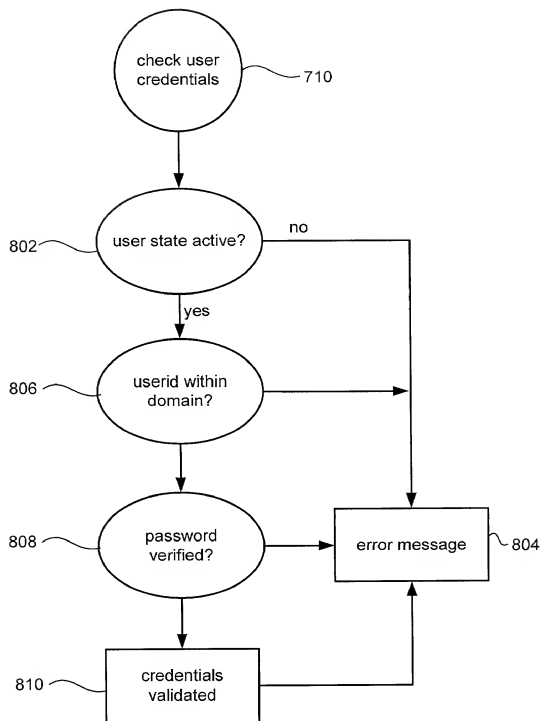 check user
credentials
710
802
user state active?
no
yes
806
userid within
domain?
808
password
verified?
error message
804
810
credentials
validated